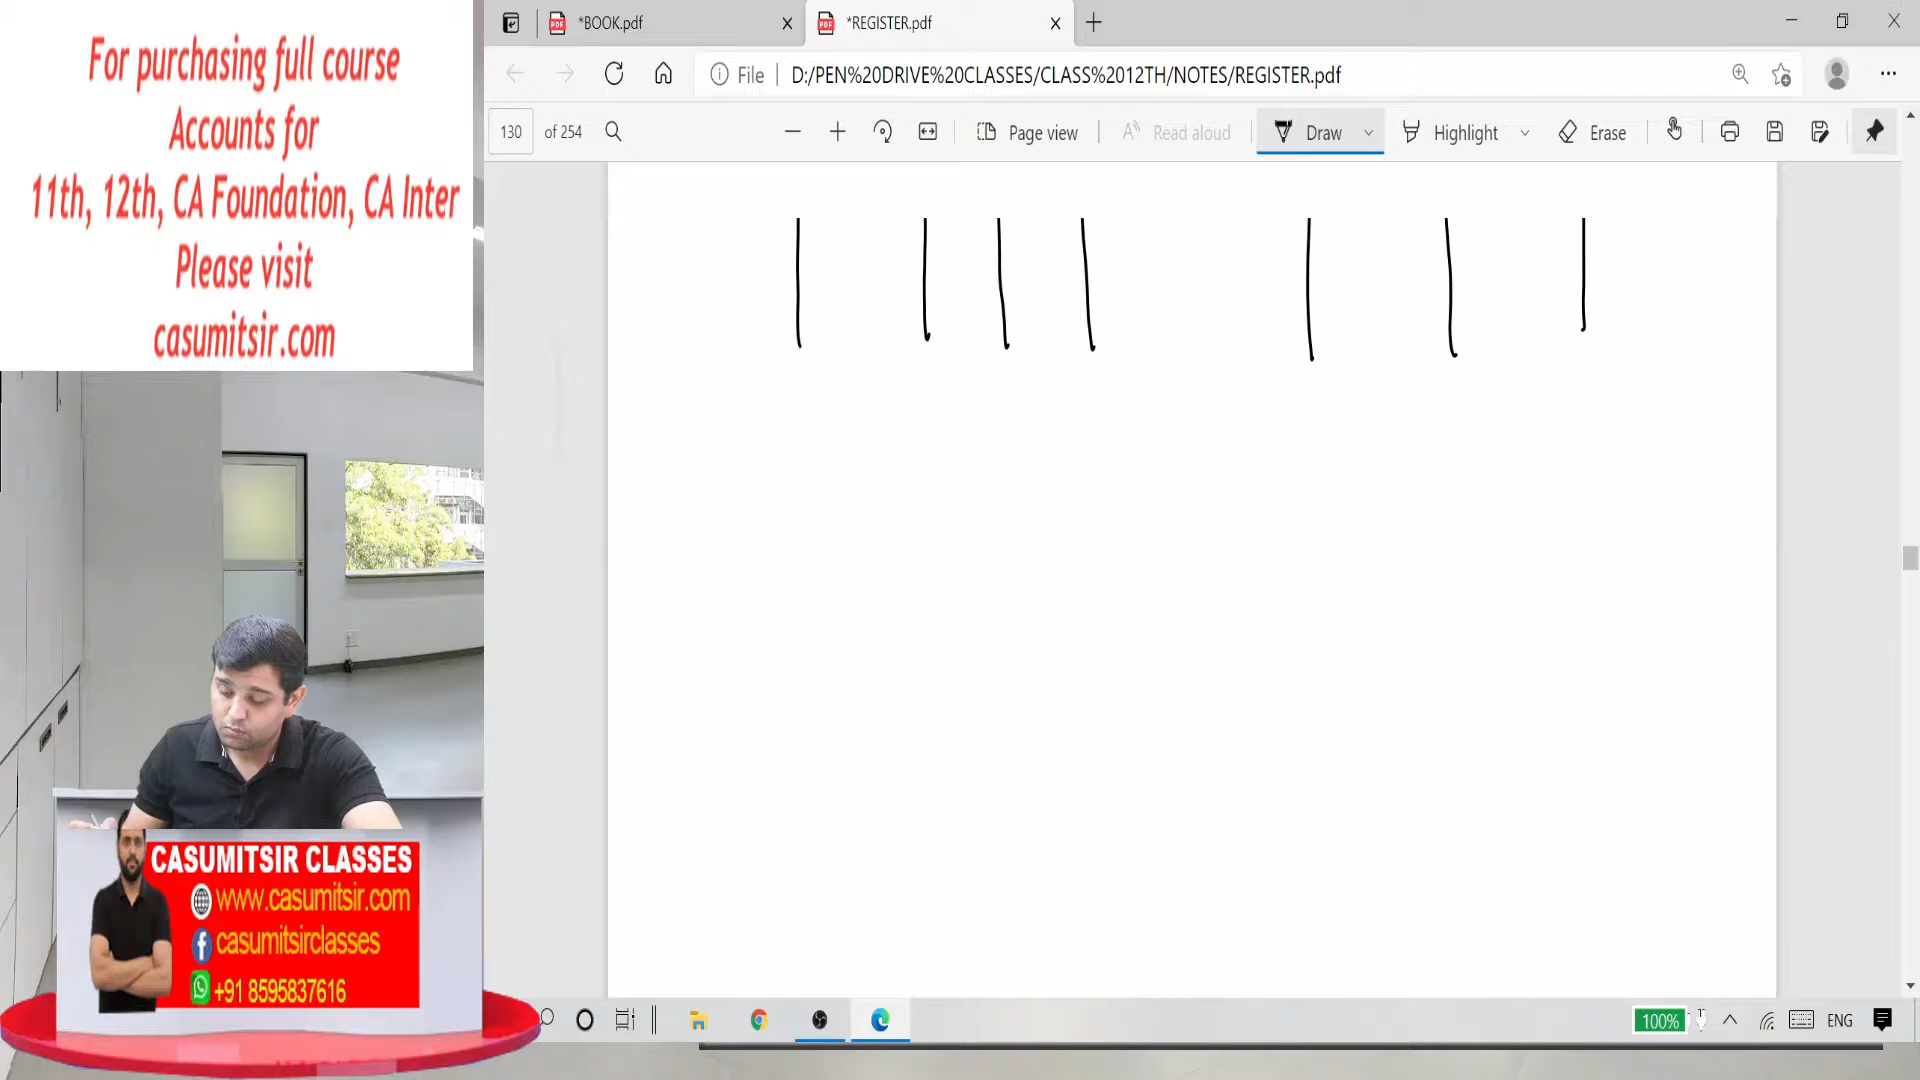 For purchasing full course
Accounts for
11th, 12th, CA Foundation, CA Inter
Please visit
casumitsir.com
*BOOK.pdf
*REGISTER.pdf
File
D:/PEN%20DRIVE%20CLASSES/CLASS%2012TH/NOTES/REGISTER.pdf
130 of 254
Page view
Read aloud
Draw
Highlight
Erase
CASUMITSIR CLASSES
www.casumitsir.com
casumitsirclasses
+91 8595837616
100%
ENG